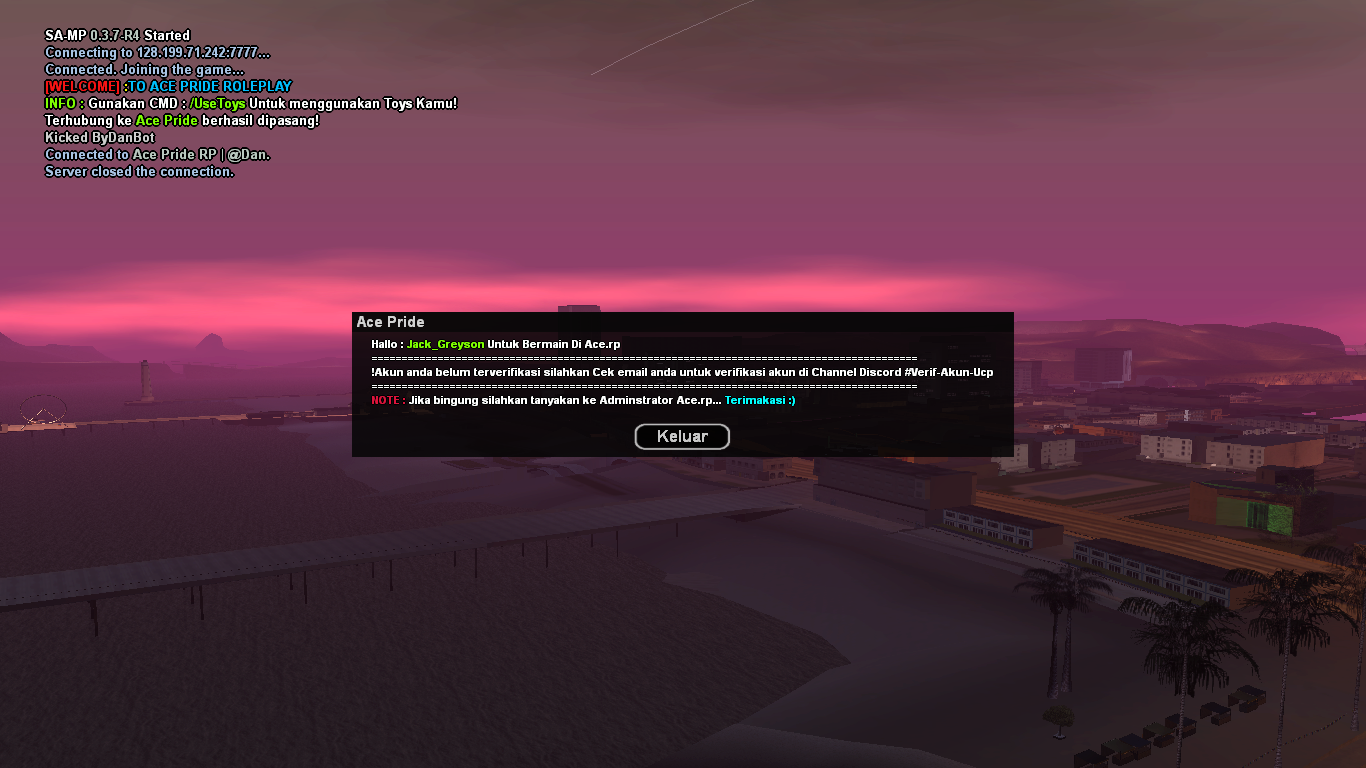 SA-MP 0.3.7-R4 Started
Connecting to 128.199.71.242:7777...
Connected. Joining the game...
[WELCOME] :TO ACE PRIDE ROLEPLAY
INFO : Gunakan CMD : /UseToys Untuk menggunakan Toys Kamu!
Terhubung ke Ace Pride berhasil dipasang!
Kicked ByDanBot
Connected to Ace Pride RP | @Dan.
Server closed the connection.
Ace Pride
Hallo : Jack_Greyson Untuk Bermain Di Ace.rp
!Akun anda belum terverifikasi silahkan Cek email anda untuk verifikasi akun di Channel Discord #Verif-Akun-Ucp
NOTE : Jika bingung silahkan tanyakan ke Adminstrator Ace.rp... Terimakasi :)
Keluar